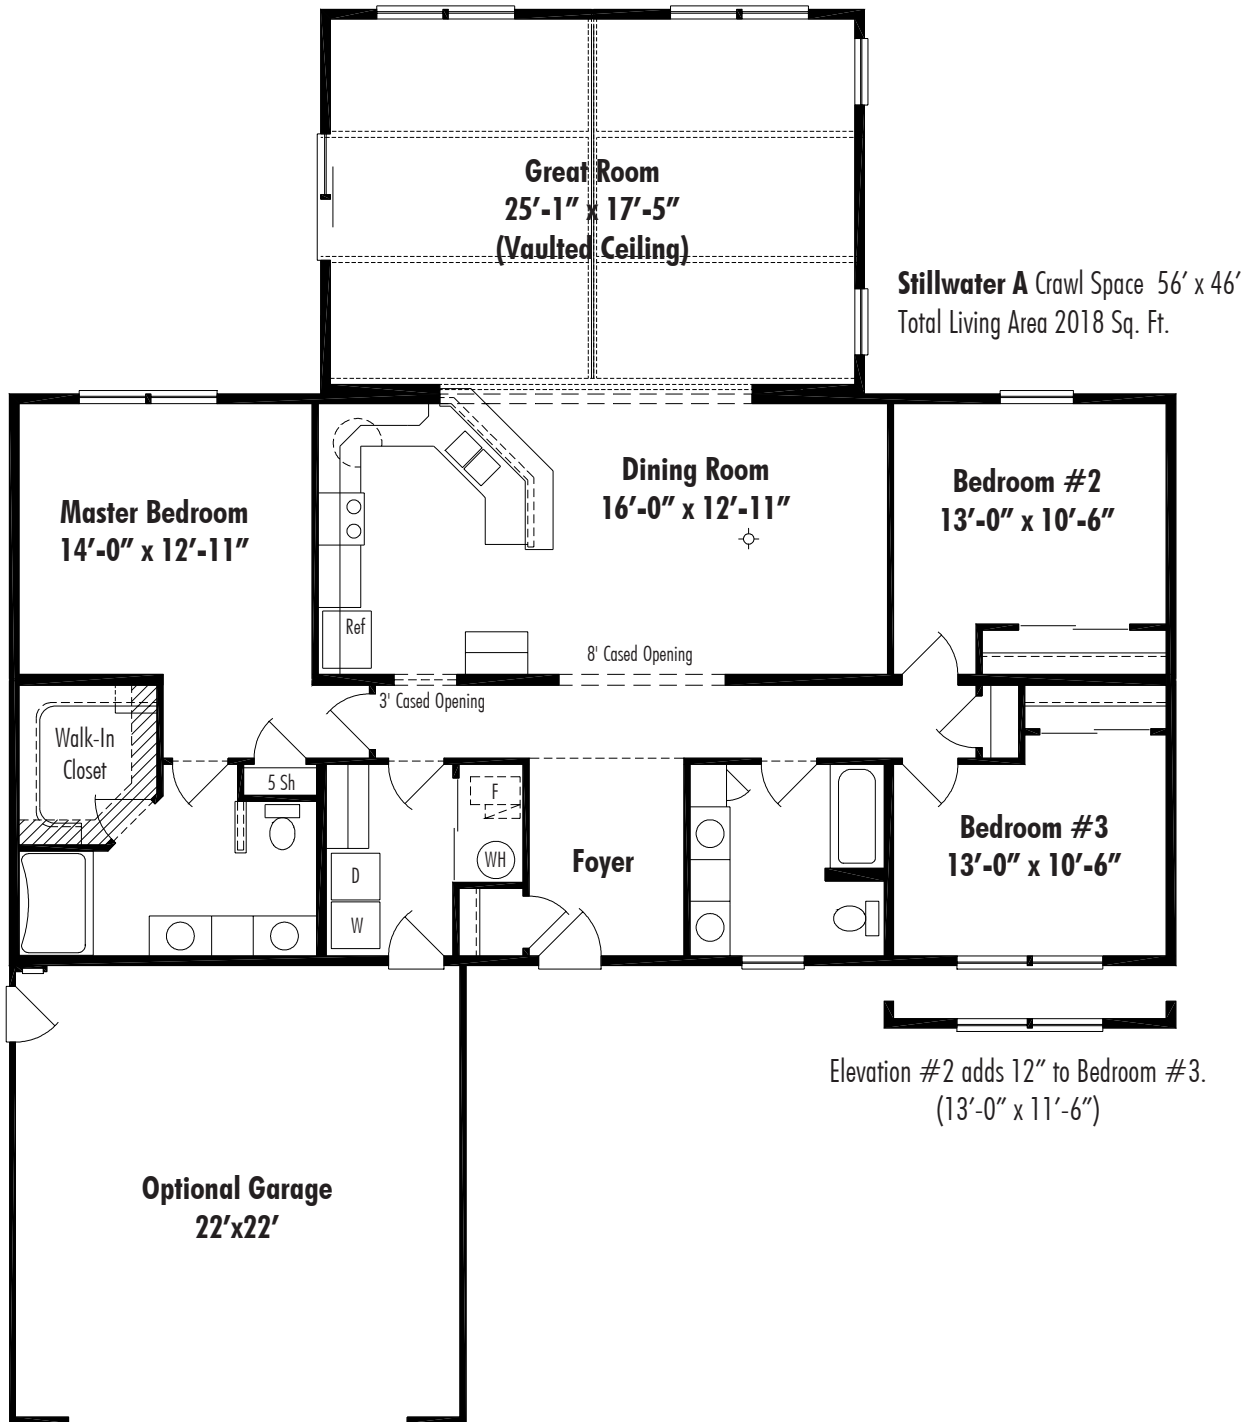 Great Room
25′-1″ x 17′-5″
(Vaulted Ceiling)
Stillwater A Crawl Space 56′ x 46′
Total Living Area 2018 Sq. Ft.
Master Bedroom
14′-0″ x 12′-11″
Dining Room
16′-0″ x 12′-11″
Bedroom #2
13′-0″ x 10′-6″
Ref
8' Cased Opening
3' Cased Opening
Walk-In
Closet
5 Sh
F
WH
D
W
Foyer
Bedroom #3
13′-0″ x 10′-6″
Elevation #2 adds 12″ to Bedroom #3.
(13′-0″ x 11′-6″)
Optional Garage
22′x22′